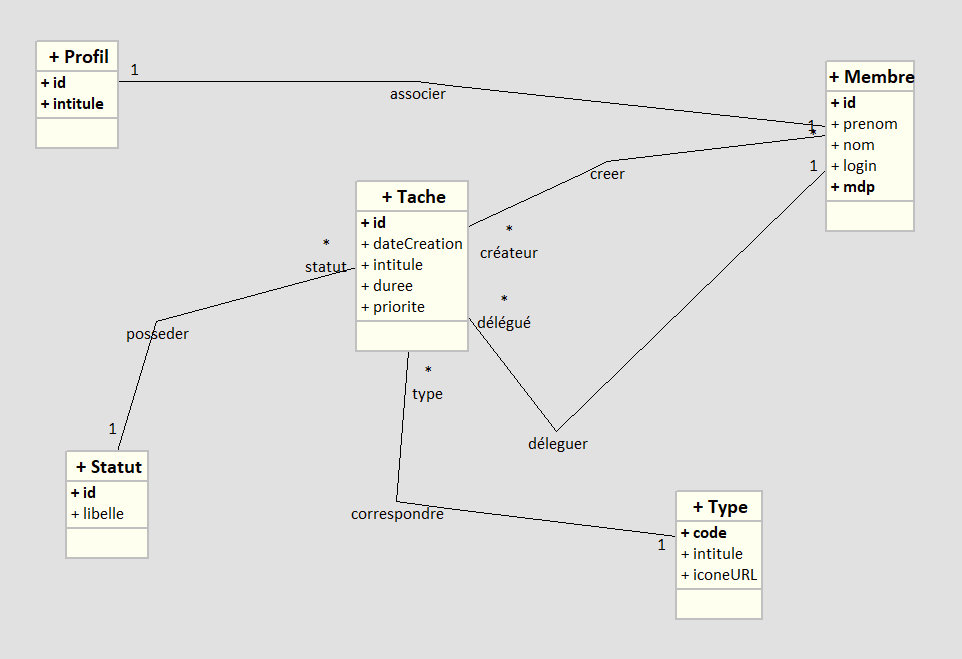 + Profil
+ id
+ intitule
1
associer
+ Membre
+ id
+ prenom
+ nom
+ login
+ mdp
*
1
1
creer
+ Tache
+ id
+ dateCreation
+ intitule
+ duree
+ priorite
*
créateur
*
statut
*
délégué
posseder
*
type
déleguer
1
+ Statut
+ id
+ libelle
correspondre
1
+ Type
+ code
+ intitule
+ iconeURL